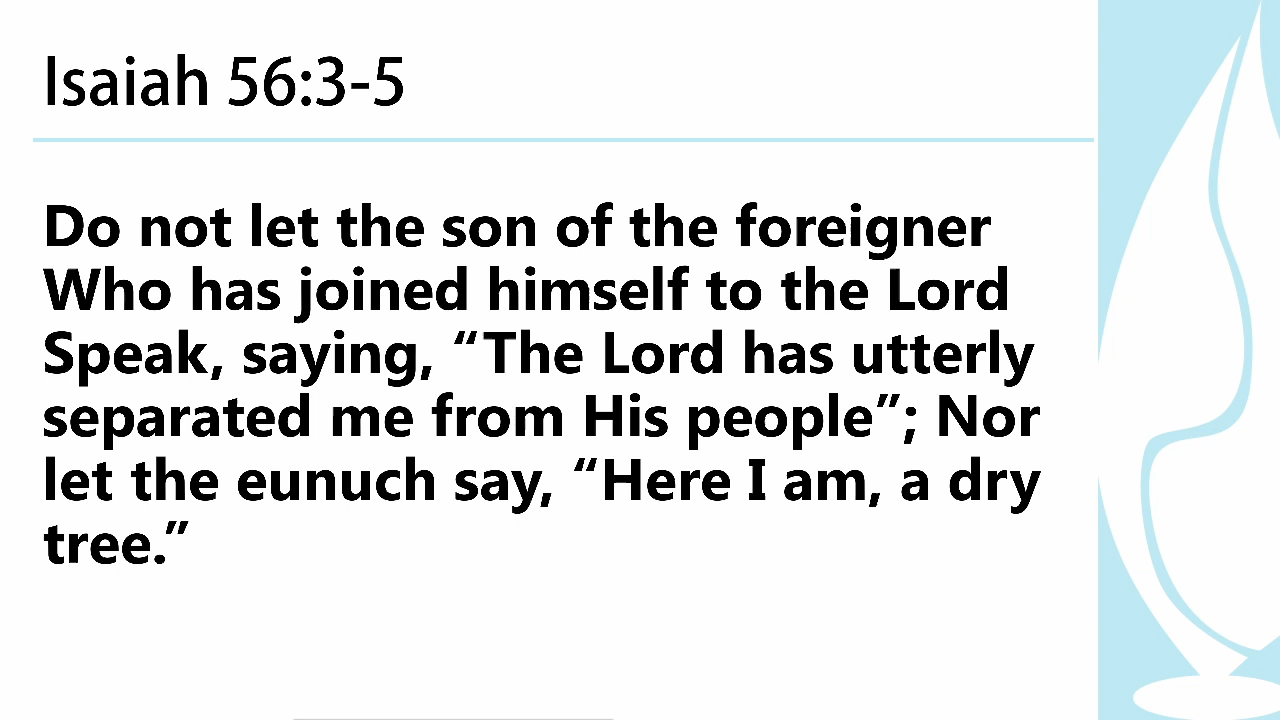 Isaiah 56:3-5
Do not let the son of the foreigner
Who has joined himself to the Lord
Speak, saying, “The Lord has utterly
separated me from His people”; Nor
let the eunuch say, “Here I am, a dry
tree.”